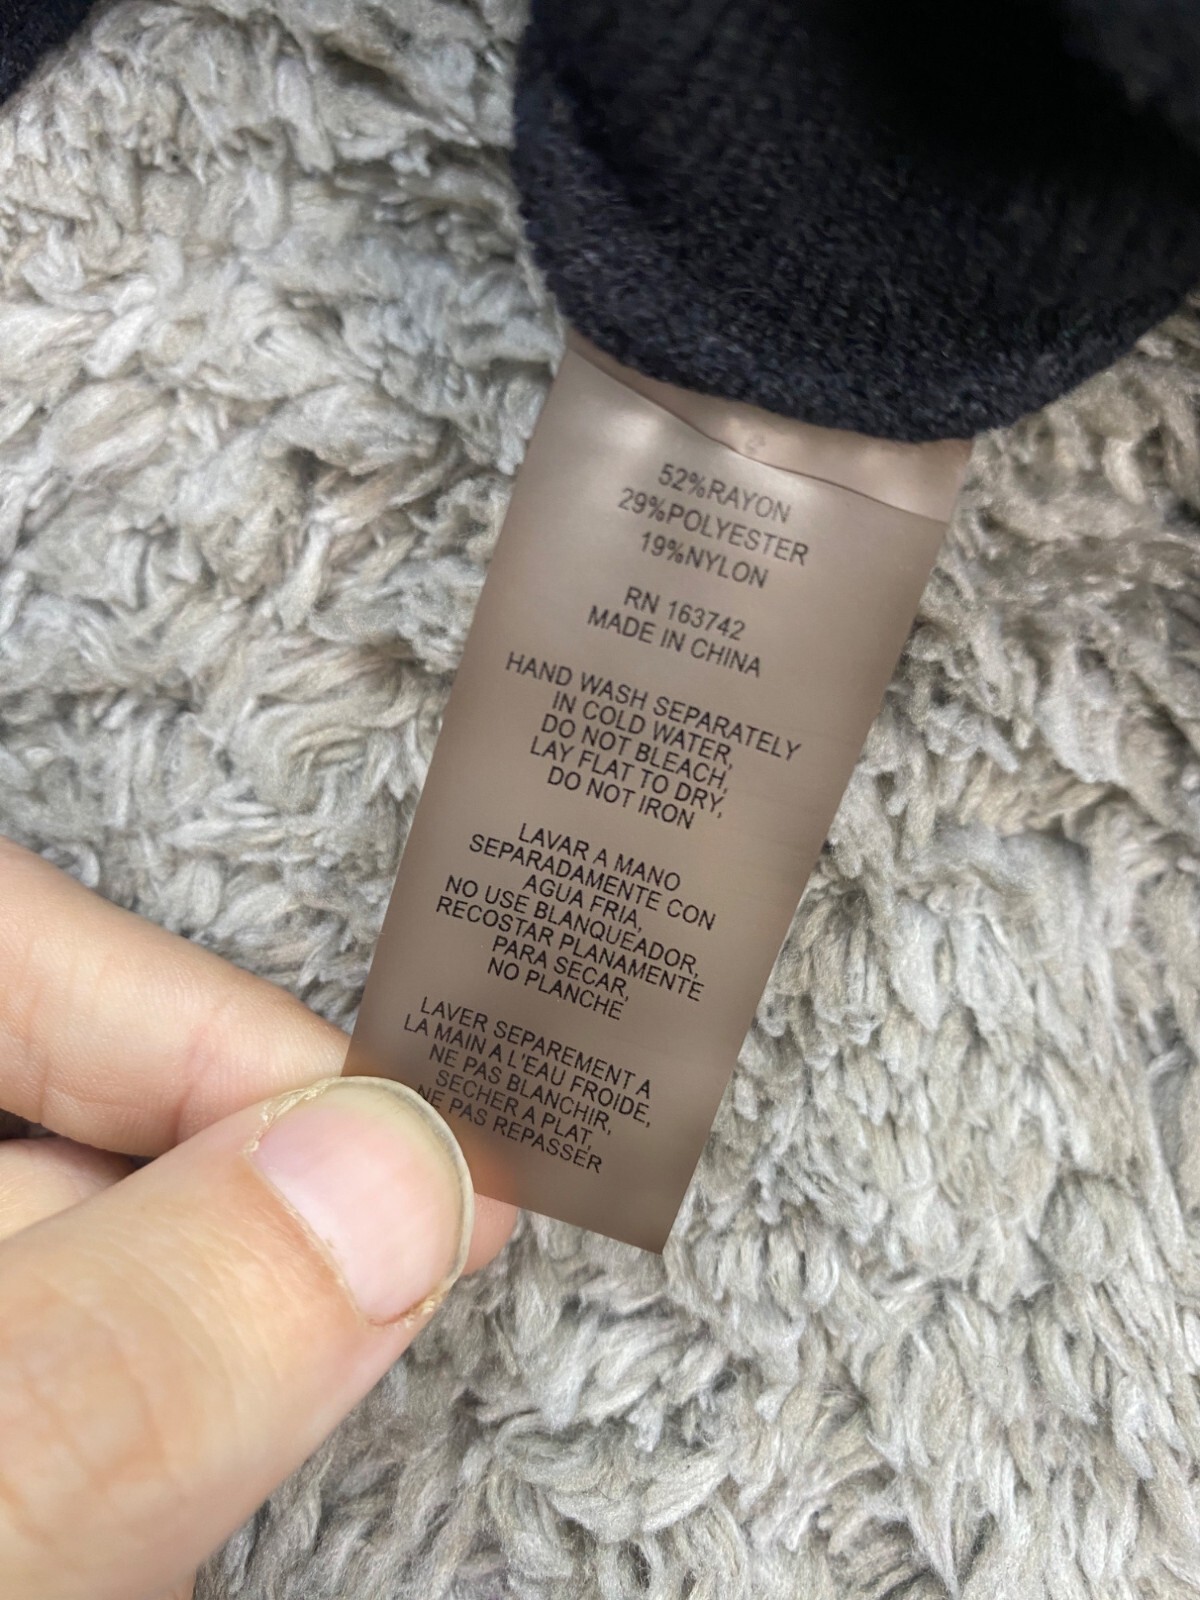 52%RAYON
29%POLYESTER
19%NYLON
RN 163742
MADE IN CHINA
HAND WASH SEPARATELY
IN COLD WATER,
DO NOT BLEACH,
LAY FLAT TO DRY,
DO NOT IRON
LAVAR A MANO
SEPARADAMENTE CON
AGUA FRIA,
NO USE BLANQUEADOR,
RECOSTAR PLANAMENTE
PARA SECAR,
NO PLANCHE
LAVER SEPAREMENT A
LA MAIN A L'EAU FROIDE,
NE PAS BLANCHIR,
SECHER A PLAT,
NE PAS REPASSER